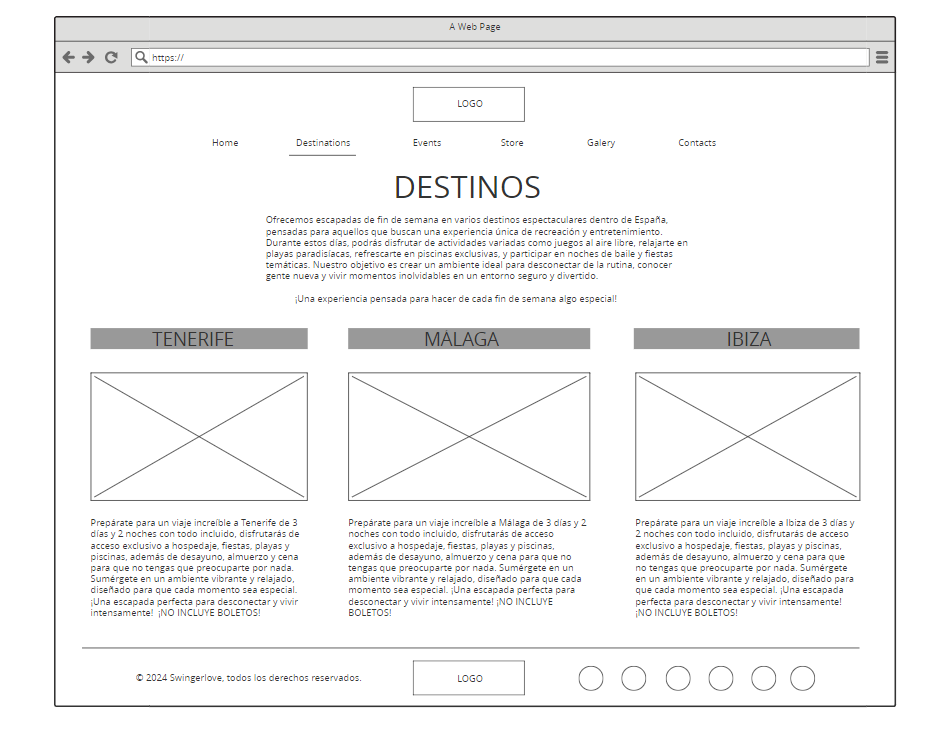 A Web Page
https://
LOGO
Home Destinations Events Store Galery Contacts
DESTINOS
Ofrecemos escapadas de fin de semana en varios destinos espectaculares dentro de España,
pensadas para aquellos que buscan una experiencia única de recreación y entretenimiento.
Durante estos días, podrás disfrutar de actividades variadas como juegos al aire libre, relajarte en
playas paradisíacas, refrescarte en piscinas exclusivas, y participar en noches de baile y fiestas
temáticas. Nuestro objetivo es crear un ambiente ideal para desconectar de la rutina, conocer
gente nueva y vivir momentos inolvidables en un entorno seguro y divertido.
¡Una experiencia pensada para hacer de cada fin de semana algo especial!
TENERIFE
Prepárate para un viaje increíble a Tenerife de 3
días y 2 noches con todo incluido, disfrutarás de
acceso exclusivo a hospedaje, fiestas, playas y
piscinas, además de desayuno, almuerzo y cena
para que no tengas que preocuparte por nada.
Sumérgete en un ambiente vibrante y relajado,
diseñado para que cada momento sea especial.
¡Una escapada perfecta para desconectar y vivir
intensamente! ¡NO INCLUYE BOLETOS!
MALAGA
Prepárate para un viaje increíble a Málaga de 3 días y 2
noches con todo incluido, disfrutarás de acceso
exclusivo a hospedaje, fiestas, playas y piscinas,
además de desayuno, almuerzo y cena para que no
tengas que preocuparte por nada. Sumérgete en un
ambiente vibrante y relajado, diseñado para que cada
momento sea especial. ¡Una escapada perfecta para
desconectar y vivir intensamente! ¡NO INCLUYE
BOLETOS!
IBIZA
Prepárate para un viaje increíble a Ibiza de 3 días y
2 noches con todo incluido, disfrutarás de acceso
exclusivo a hospedaje, fiestas, playas y piscinas,
además de desayuno, almuerzo y cena para que
no tengas que preocuparte por nada. Sumérgete
en un ambiente vibrante y relajado, diseñado para
que cada momento sea especial. ¡Una escapada
perfecta para desconectar y vivir intensamente!
¡NO INCLUYE BOLETOS!
© 2024 Swingerlove, todos los derechos reservados.
LOGO